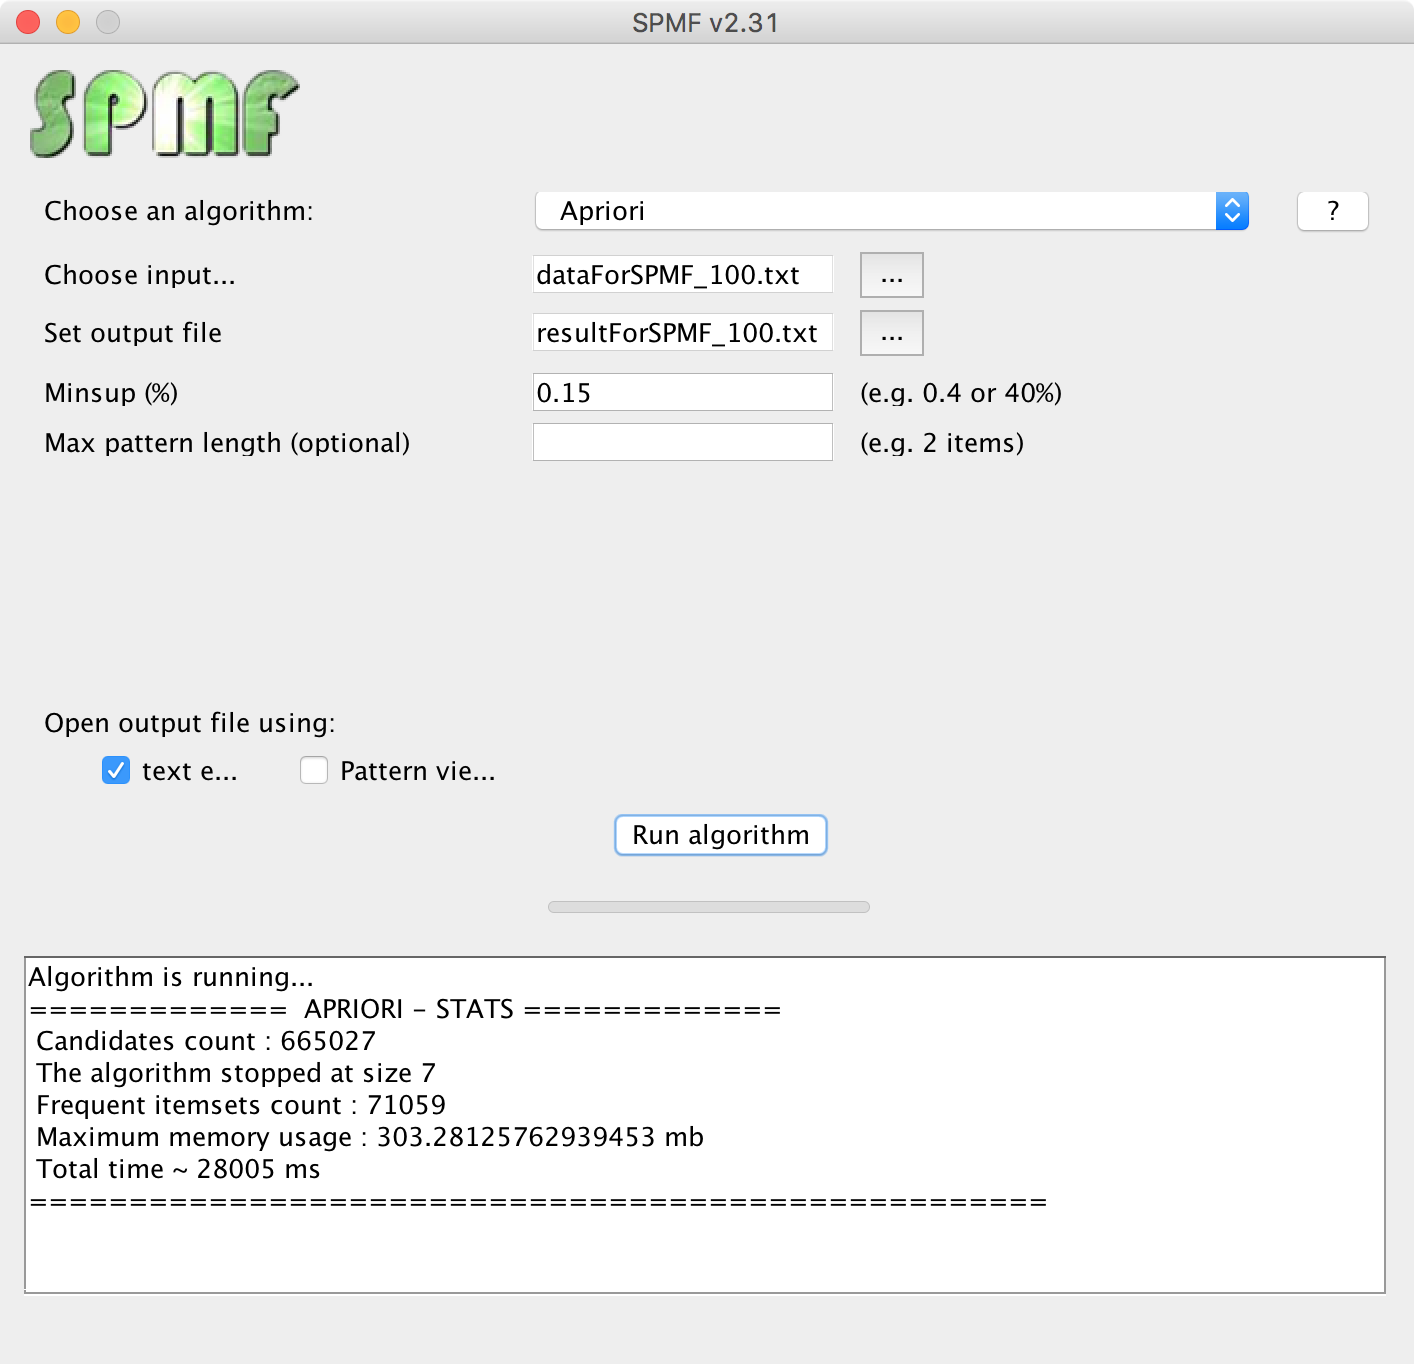 SPMF v2.31
SPMF
Choose an algorithm: Apriori ?
Choose input... dataForSPMF_100.txt ...
Set output file resultForSPMF_100.txt ...
Minsup (%) 0.15 (e.g. 0.4 or 40%)
Max pattern length (optional) (e.g. 2 items)
Open output file using:
text e... Pattern vie...
Run algorithm
Algorithm is running...
============= APRIORI - STATS =============
Candidates count : 665027
The algorithm stopped at size 7
Frequent itemsets count : 71059
Maximum memory usage : 303.28125762939453 mb
Total time ~ 28005 ms
===================================================